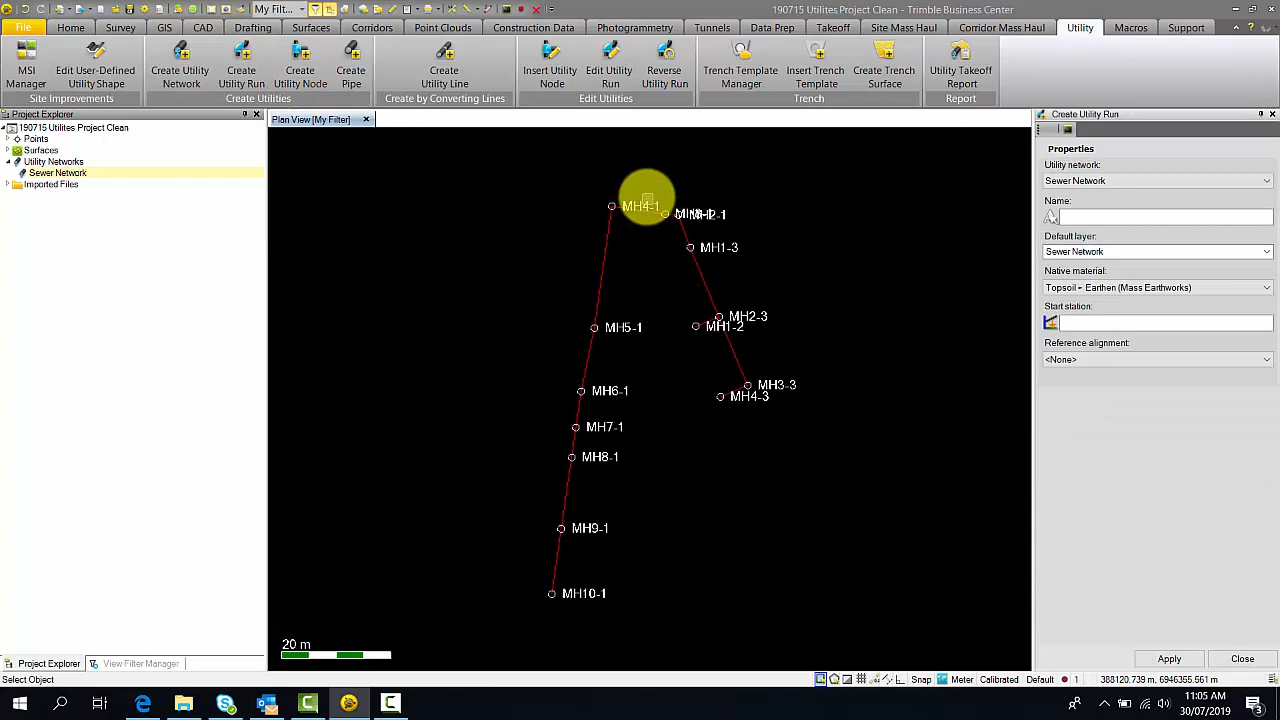 My Filt...
190715 Utilities Project Clean - Trimble Business Center
File Home Survey GIS CAD Drafting Surfaces Corridors Point Clouds Construction Data Photogrammetry Tunnels Data Prep Takeoff Site Mass Haul Corridor Mass Haul Utility Macros Support
MSI Manager
Edit User-Defined Utility Shape
Create Utility Network
Create Utility Run
Create Utility Node
Create Pipe
Create Utility Line
Insert Utility Node
Edit Utility Run
Reverse Utility Run
Trench Template Manager
Insert Trench Template
Create Trench Surface
Utility Takeoff Report
Site Improvements
Create Utilities
Create by Converting Lines
Edit Utilities
Trench
Report
Project Explorer
190715 Utilites Project Clean
Points
Surfaces
Utility Networks
Sewer Network
Imported Files
Plan View [My Filter]
MH4-1
MH2-1
MH1-3
MH2-3
MH1-2
MH5-1
MH3-3
MH4-3
MH6-1
MH7-1
MH8-1
MH9-1
MH10-1
20 m
Create Utility Run
Properties
Utility network:
Sewer Network
Name:
Default layer:
Sewer Network
Native material:
Topsoil - Earthen (Mass Earthworks)
Start station:
Reference alignment:
<None>
Apply Close
Project Explorer View Filter Manager
Select Object
Snap Meter Calibrated Default 1 388120.739 m, 6946355.561 m
11:05 AM
30/07/2019
3